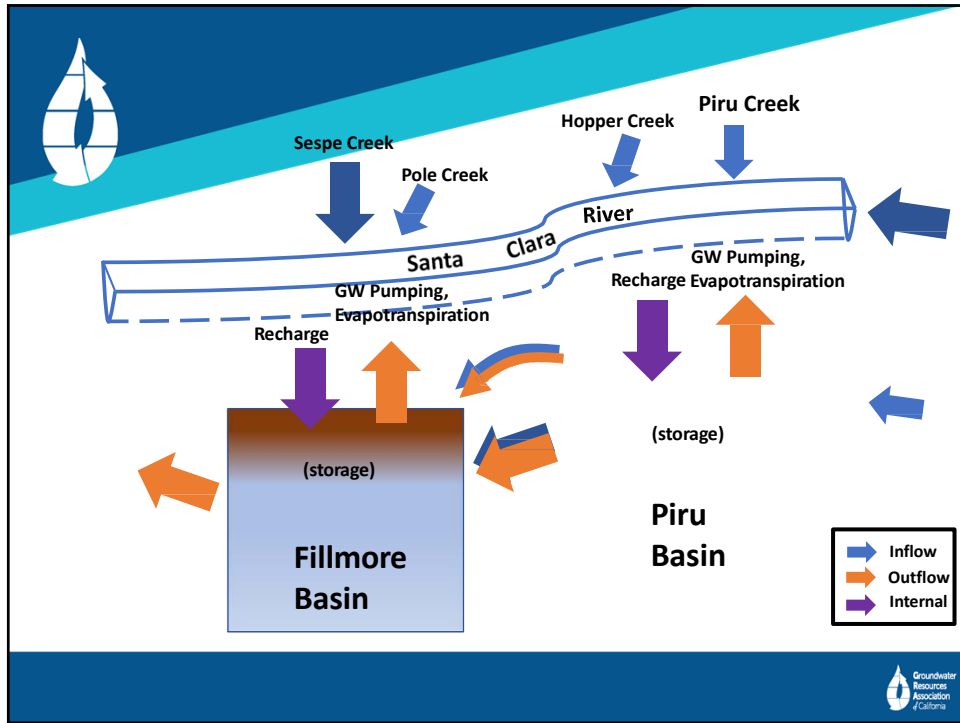 Piru Creek
Hopper Creek
Sespe Creek
Pole Creek
River
Clara
Santa
GW Pumping,
Evapotranspiration
Recharge
GW Pumping,
Evapotranspiration
Recharge
(storage)
(storage)
Piru
Basin
Fillmore
Basin
Inflow
Outflow
Internal
Groundwater
Resources
Association
of California